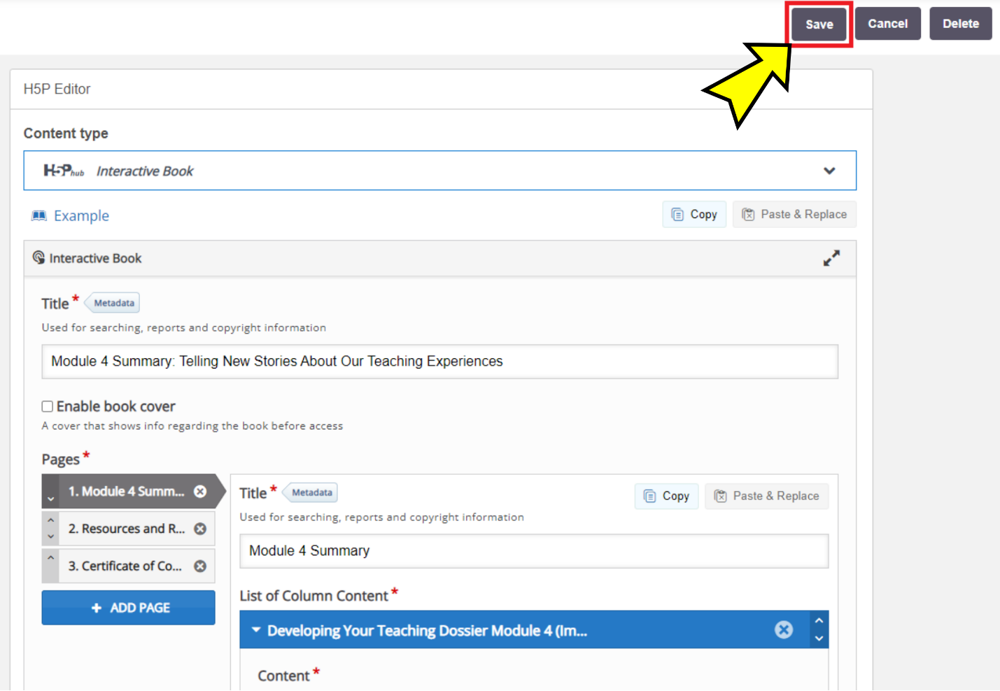 Save Cancel Delete
H5P Editor
Content type
H5P hub Interactive Book
Example Copy Paste & Replace
Interactive Book
Title * Metadata
Used for searching, reports and copyright information
Module 4 Summary: Telling New Stories About Our Teaching Experiences
Enable book cover
A cover that shows info regarding the book before access
Pages *
1. Module 4 Summ...
2. Resources and R...
3. Certificate of Co...
+ ADD PAGE
Title * Metadata Copy Paste & Replace
Used for searching, reports and copyright information
Module 4 Summary
List of Column Content *
Developing Your Teaching Dossier Module 4 (Im...
Content *